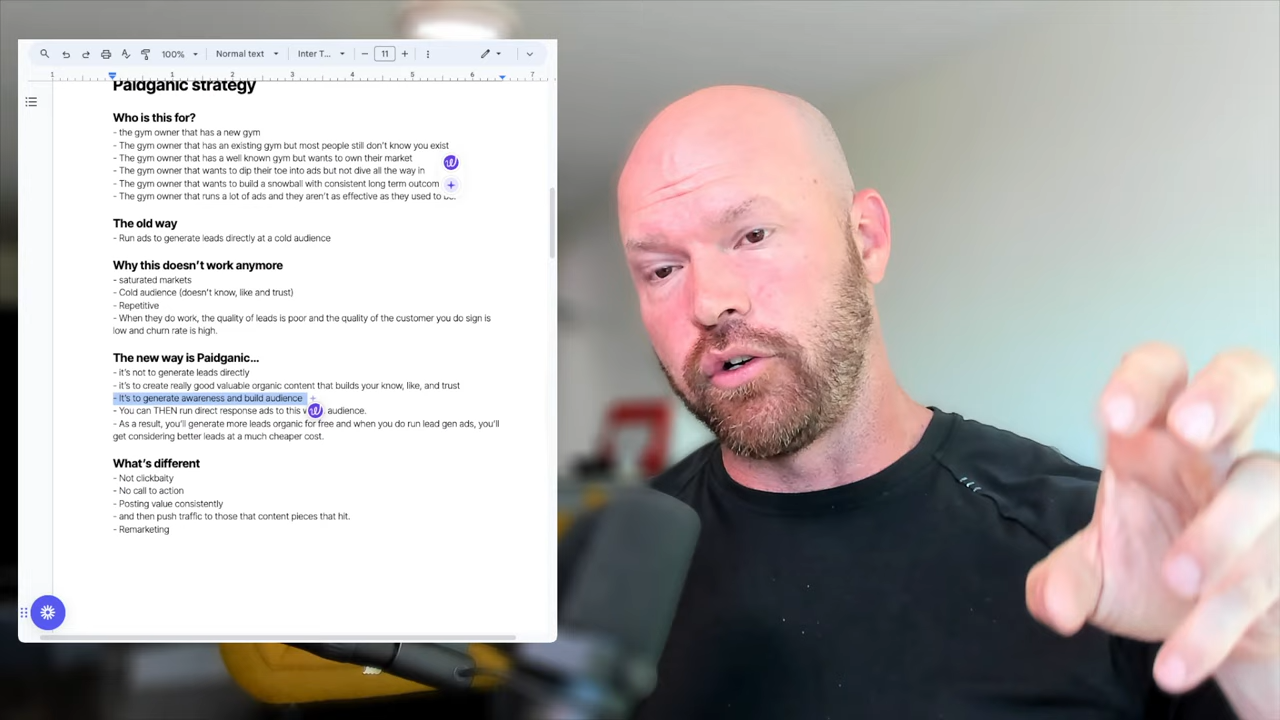 100%
Normal text
Inter T...
11
1 1 2 3 4 5 6 7
Paidganic strategy
Who is this for?
- the gym owner that has a new gym
- The gym owner that has an existing gym but most people still don't know you exist
- The gym owner that has a well known gym but wants to own their market
- The gym owner that wants to dip their toe into ads but not dive all the way in
- The gym owner that wants to build a snowball with consistent long term outcom
- The gym owner that runs a lot of ads and they aren't as effective as they used to
The old way
- Run ads to generate leads directly at a cold audience
Why this doesn't work anymore
- saturated markets
- Cold audience (doesn't know, like and trust)
- Repetitive
- When they do work, the quality of leads is poor and the quality of the customer you do sign is
low and churn rate is high.
The new way is Paidganic...
- it's not to generate leads directly
- it's to create really good valuable organic content that builds your know, like, and trust
- It's to generate awareness and build audience
- You can THEN run direct response ads to this audience.
- As a result, you'll generate more leads organic for free and when you do run lead gen ads, you'll
get considering better leads at a much cheaper cost.
What's different
- Not clickbaity
- No call to action
- Posting value consistently
- and then push traffic to those that content pieces that hit.
- Remarketing